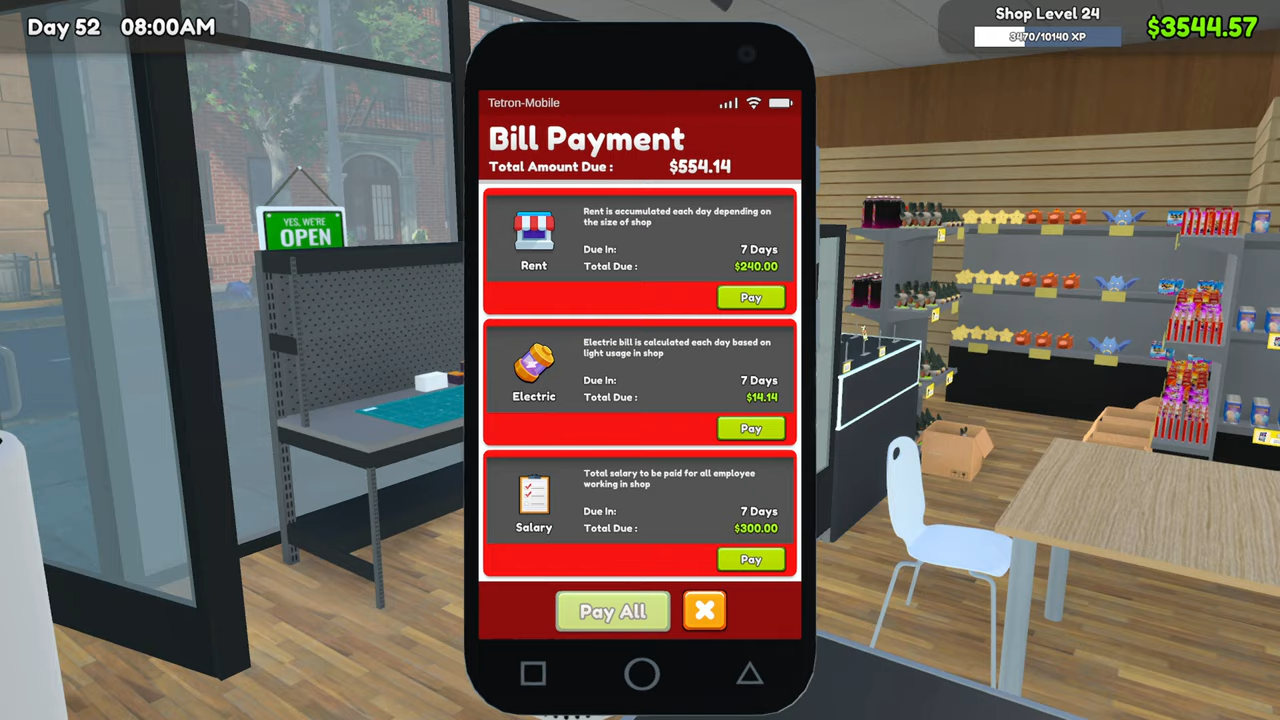 Day 52 08:00AM
Shop Level 24
3470/10140 XP
$3544.57
Tetron-Mobile
Bill Payment
Total Amount Due : $554.14
Rent is accumulated each day depending on
the size of shop
Due In: 7 Days
Total Due : $240.00
Rent
Pay
Electric bill is calculated each day based on
light usage in shop
Due In: 7 Days
Total Due : $14.14
Electric
Pay
Total salary to be paid for all employee
working in shop
Due In: 7 Days
Total Due : $300.00
Salary
Pay
Pay All
YES, WE'RE
OPEN